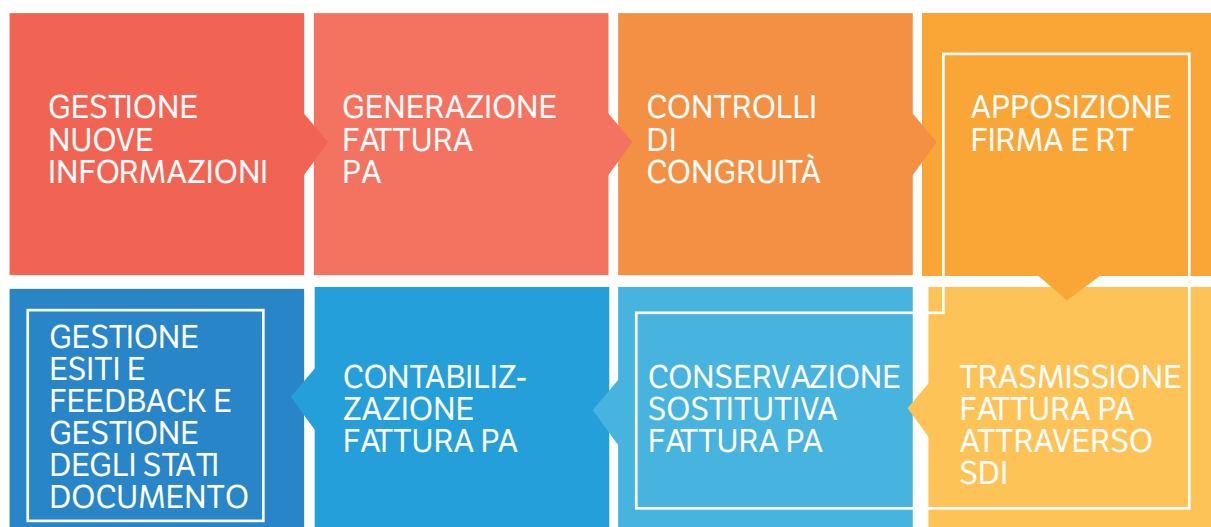 GESTIONE
NUOVE
INFORMAZIONI
GENERAZIONE
FATTURA
PA
CONTROLLI
DI
CONGRUITÀ
APPOSIZIONE
FIRMA E RT
TRASMISSIONE
FATTURA PA
ATTRAVERSO
SDI
CONSERVAZIONE
SOSTITUTIVA
FATTURA PA
CONTABILIZ-
ZAZIONE
FATTURA PA
GESTIONE
ESITI E
FEEDBACK E
GESTIONE
DEGLI STATI
DOCUMENTO